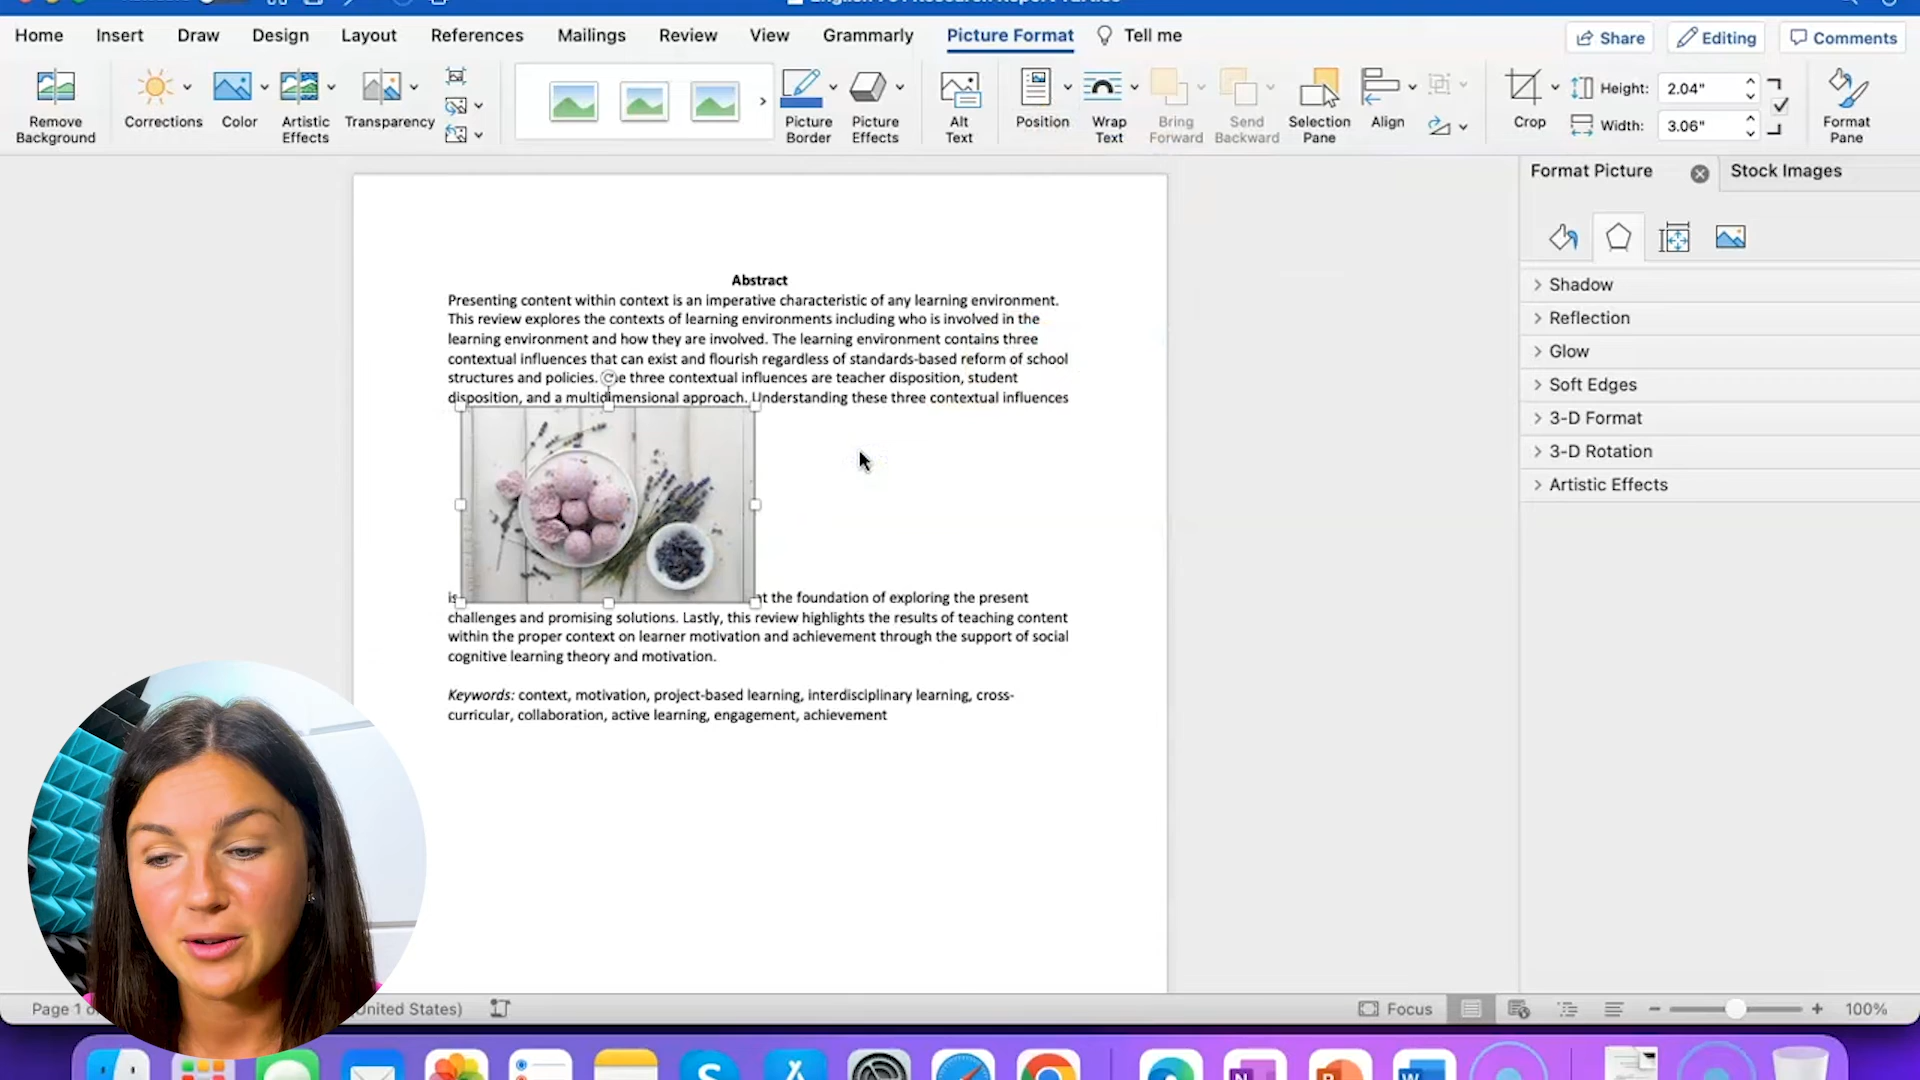 English 701 Research Report Turtles
Home Insert Draw Design Layout References Mailings Review View Grammarly Picture Format Tell me
Share Editing Comments
Remove Background
Corrections
Color
Artistic Effects
Transparency
Picture Border
Picture Effects
Alt Text
Position
Wrap Text
Bring Forward
Send Backward
Selection Pane
Align
Crop
Height: 2.04"
Width: 3.06"
Format Pane
Format Picture
Stock Images
Shadow
Reflection
Glow
Soft Edges
3-D Format
3-D Rotation
Artistic Effects
Abstract
Presenting content within context is an imperative characteristic of any learning environment.
This review explores the contexts of learning environments including who is involved in the
learning environment and how they are involved. The learning environment contains three
contextual influences that can exist and flourish regardless of standards-based reform of school
structures and policies. three contextual influences are teacher disposition, student
disposition, and a multidimensional approach. Understanding these three contextual influences
is the foundation of exploring the present
challenges and promising solutions. Lastly, this review highlights the results of teaching content
within the proper context on learner motivation and achievement through the support of social
cognitive learning theory and motivation.
Keywords: context, motivation, project-based learning, interdisciplinary learning, cross-
curricular, collaboration, active learning, engagement, achievement
Page 1
United States)
Focus
100%